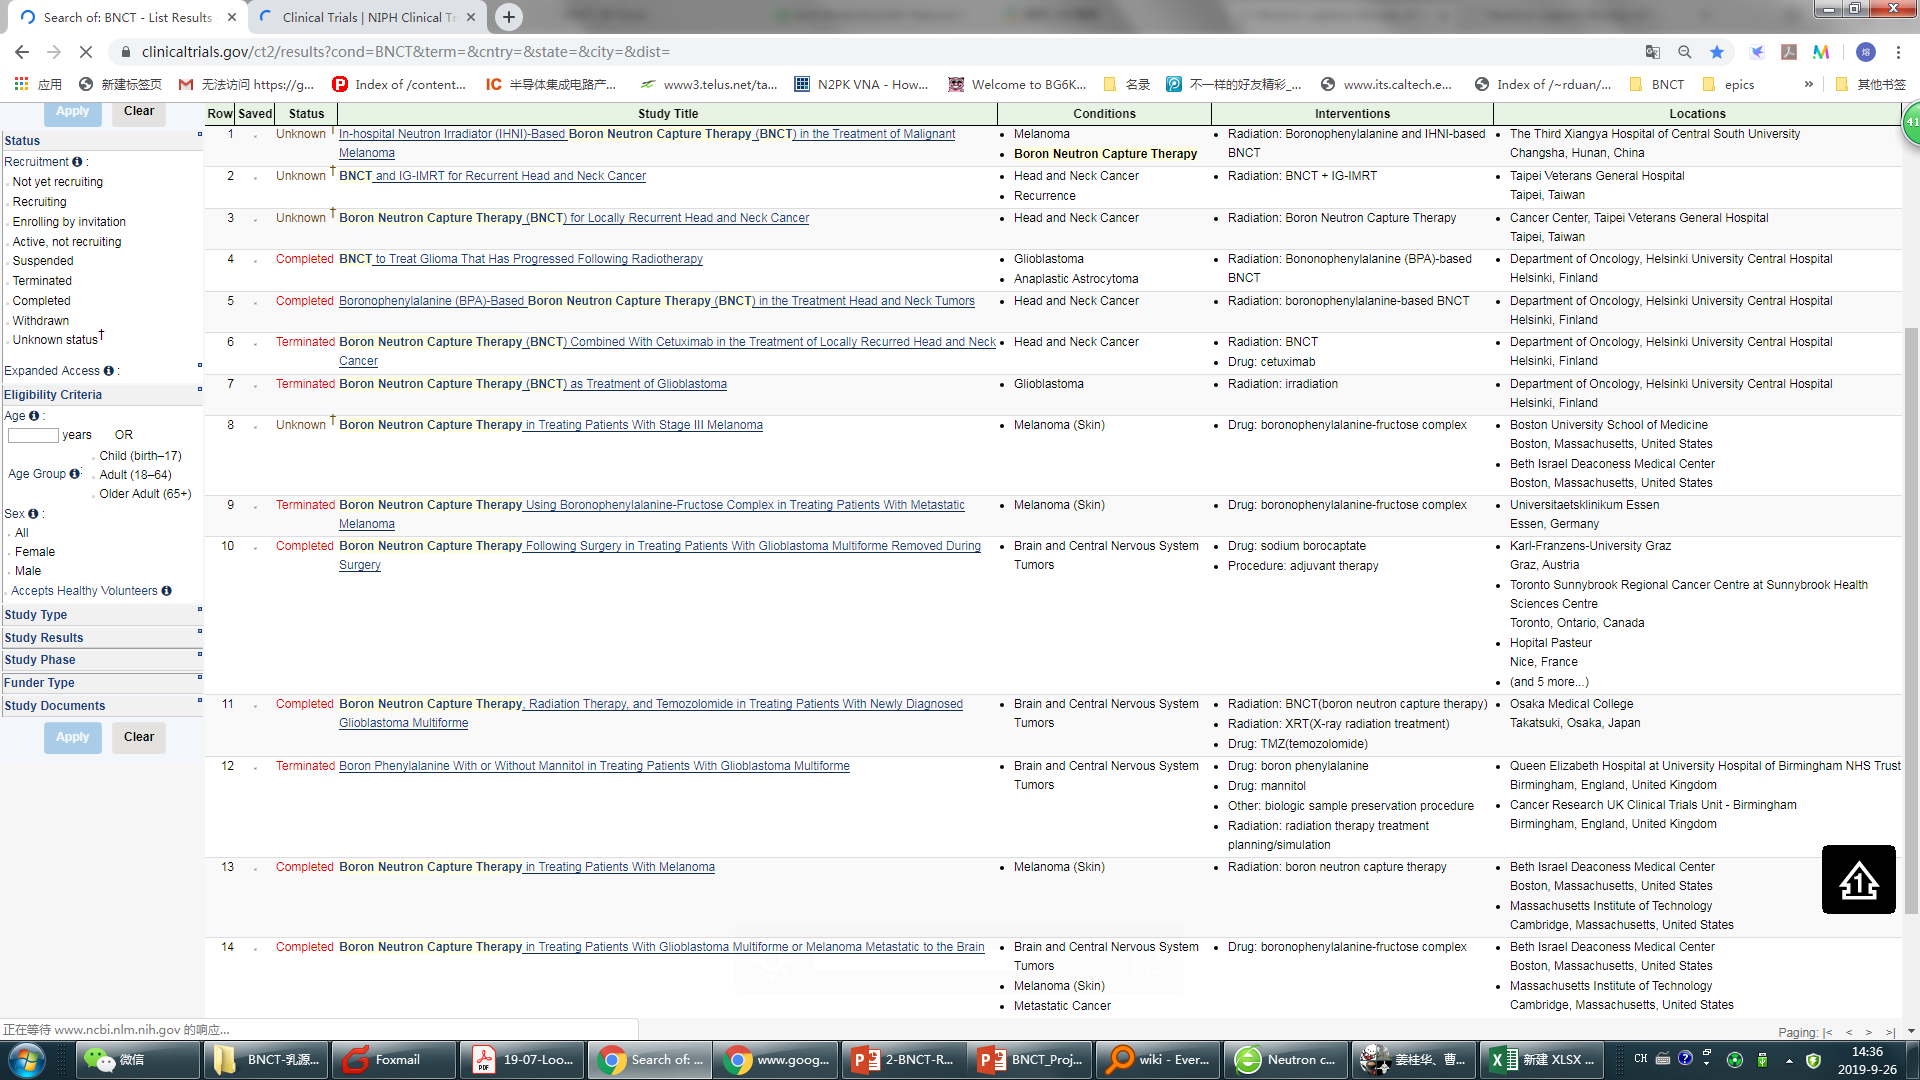 Search of: BNCT - List Results
Clinical Trials | NIPH Clinical Tr
clinicaltrials.gov/ct2/results?cond=BNCT&term=&cntry=&state=&city=&dist=
应用
新建标签页
无法访问 https://g...
Index of /content...
半导体集成电路产...
www3.telus.net/ta...
N2PK VNA - How...
Welcome to BG6K...
名录
不一样的好友精彩_...
www.its.caltech.e...
Index of /~rduan/...
BNCT
epics
»
其他书签
Apply Clear
Status
Recruitment :
Not yet recruiting
Recruiting
Enrolling by invitation
Active, not recruiting
Suspended
Terminated
Completed
Withdrawn
Unknown status†
Expanded Access :
Eligibility Criteria
Age :
years OR
Age Group :
Child (birth–17)
Adult (18–64)
Older Adult (65+)
Sex :
All
Female
Male
Accepts Healthy Volunteers
Study Type
Study Results
Study Phase
Funder Type
Study Documents
Apply Clear
Row Saved Status Study Title Conditions Interventions Locations
1 Unknown † In-hospital Neutron Irradiator (IHNI)-Based Boron Neutron Capture Therapy (BNCT) in the Treatment of Malignant
Melanoma
• Melanoma
• Boron Neutron Capture Therapy
• Radiation: Boronophenylalanine and IHNI-based
BNCT
• The Third Xiangya Hospital of Central South University
Changsha, Hunan, China
2 Unknown † BNCT and IG-IMRT for Recurrent Head and Neck Cancer
• Head and Neck Cancer
• Recurrence
• Radiation: BNCT + IG-IMRT
• Taipei Veterans General Hospital
Taipei, Taiwan
3 Unknown † Boron Neutron Capture Therapy (BNCT) for Locally Recurrent Head and Neck Cancer
• Head and Neck Cancer
• Radiation: Boron Neutron Capture Therapy
• Cancer Center, Taipei Veterans General Hospital
Taipei, Taiwan
4 Completed BNCT to Treat Glioma That Has Progressed Following Radiotherapy
• Glioblastoma
• Anaplastic Astrocytoma
• Radiation: Bononophenylalanine (BPA)-based
BNCT
• Department of Oncology, Helsinki University Central Hospital
Helsinki, Finland
5 Completed Boronophenylalanine (BPA)-Based Boron Neutron Capture Therapy (BNCT) in the Treatment Head and Neck Tumors
• Head and Neck Cancer
• Radiation: boronophenylalanine-based BNCT
• Department of Oncology, Helsinki University Central Hospital
Helsinki, Finland
6 Terminated Boron Neutron Capture Therapy (BNCT) Combined With Cetuximab in the Treatment of Locally Recurred Head and Neck
Cancer
• Head and Neck Cancer
• Radiation: BNCT
• Drug: cetuximab
• Department of Oncology, Helsinki University Central Hospital
Helsinki, Finland
7 Terminated Boron Neutron Capture Therapy (BNCT) as Treatment of Glioblastoma
• Glioblastoma
• Radiation: irradiation
• Department of Oncology, Helsinki University Central Hospital
Helsinki, Finland
8 Unknown † Boron Neutron Capture Therapy in Treating Patients With Stage III Melanoma
• Melanoma (Skin)
• Drug: boronophenylalanine-fructose complex
• Boston University School of Medicine
Boston, Massachusetts, United States
• Beth Israel Deaconess Medical Center
Boston, Massachusetts, United States
9 Terminated Boron Neutron Capture Therapy Using Boronophenylalanine-Fructose Complex in Treating Patients With Metastatic
Melanoma
• Melanoma (Skin)
• Drug: boronophenylalanine-fructose complex
• Universitaetsklinikum Essen
Essen, Germany
10 Completed Boron Neutron Capture Therapy Following Surgery in Treating Patients With Glioblastoma Multiforme Removed During
Surgery
• Brain and Central Nervous System
Tumors
• Drug: sodium borocaptate
• Procedure: adjuvant therapy
• Karl-Franzens-University Graz
Graz, Austria
• Toronto Sunnybrook Regional Cancer Centre at Sunnybrook Health
Sciences Centre
Toronto, Ontario, Canada
• Hopital Pasteur
Nice, France
• (and 5 more...)
11 Completed Boron Neutron Capture Therapy, Radiation Therapy, and Temozolomide in Treating Patients With Newly Diagnosed
Glioblastoma Multiforme
• Brain and Central Nervous System
Tumors
• Radiation: BNCT(boron neutron capture therapy)
• Radiation: XRT(X-ray radiation treatment)
• Drug: TMZ(temozolomide)
• Osaka Medical College
Takatsuki, Osaka, Japan
12 Terminated Boron Phenylalanine With or Without Mannitol in Treating Patients With Glioblastoma Multiforme
• Brain and Central Nervous System
Tumors
• Drug: boron phenylalanine
• Drug: mannitol
• Other: biologic sample preservation procedure
• Radiation: radiation therapy treatment
planning/simulation
• Queen Elizabeth Hospital at University Hospital of Birmingham NHS Trust
Birmingham, England, United Kingdom
• Cancer Research UK Clinical Trials Unit - Birmingham
Birmingham, England, United Kingdom
13 Completed Boron Neutron Capture Therapy in Treating Patients With Melanoma
• Melanoma (Skin)
• Radiation: boron neutron capture therapy
• Beth Israel Deaconess Medical Center
Boston, Massachusetts, United States
• Massachusetts Institute of Technology
Cambridge, Massachusetts, United States
14 Completed Boron Neutron Capture Therapy in Treating Patients With Glioblastoma Multiforme or Melanoma Metastatic to the Brain
• Brain and Central Nervous System
Tumors
• Melanoma (Skin)
• Metastatic Cancer
• Drug: boronophenylalanine-fructose complex
• Beth Israel Deaconess Medical Center
Boston, Massachusetts, United States
• Massachusetts Institute of Technology
Cambridge, Massachusetts, United States
41
1
正在等待 www.ncbi.nlm.nih.gov 的响应...
Paging: |< < > >|
微信
BNCT-乳源...
Foxmail
19-07-Loo...
Search of: ...
www.goog...
2-BNCT-R...
BNCT_Proj...
wiki - Ever...
Neutron c...
姜桂华、曹...
新建 XLSX ...
CH
14:36
2019-9-26